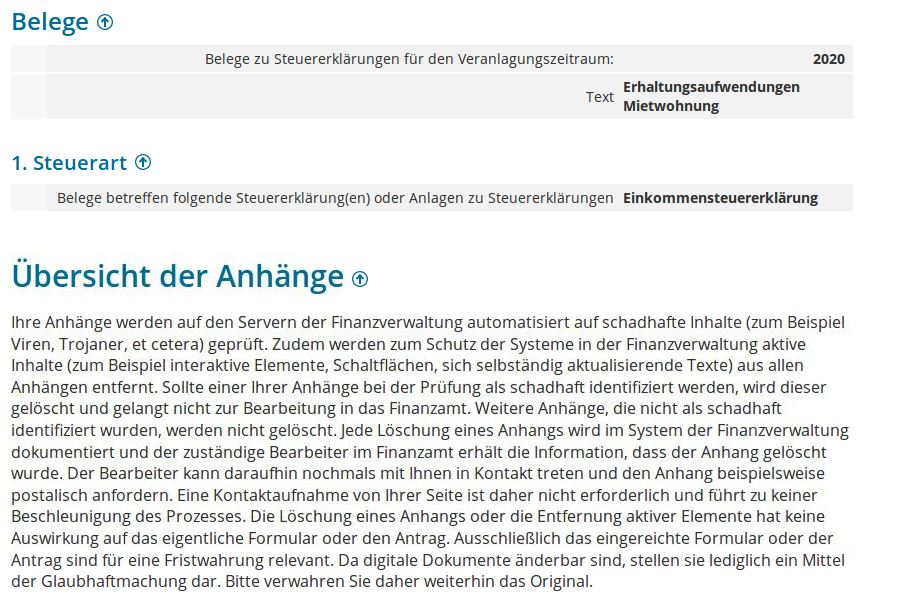 Belege
Belege zu Steuererklärungen für den Veranlagungszeitraum: 2020
Text Erhaltungsaufwendungen
Mietwohnung
1. Steuerart
Belege betreffen folgende Steuererklärung(en) oder Anlagen zu Steuererklärungen Einkommensteuererklärung
Übersicht der Anhänge
Ihre Anhänge werden auf den Servern der Finanzverwaltung automatisiert auf schadhafte Inhalte (zum Beispiel
Viren, Trojaner, et cetera) geprüft. Zudem werden zum Schutz der Systeme in der Finanzverwaltung aktive
Inhalte (zum Beispiel interaktive Elemente, Schaltflächen, sich selbständig aktualisierende Texte) aus allen
Anhängen entfernt. Sollte einer Ihrer Anhänge bei der Prüfung als schadhaft identifiziert werden, wird dieser
gelöscht und gelangt nicht zur Bearbeitung in das Finanzamt. Weitere Anhänge, die nicht als schadhaft
identifiziert wurden, werden nicht gelöscht. Jede Löschung eines Anhangs wird im System der Finanzverwaltung
dokumentiert und der zuständige Bearbeiter im Finanzamt erhält die Information, dass der Anhang gelöscht
wurde. Der Bearbeiter kann daraufhin nochmals mit Ihnen in Kontakt treten und den Anhang beispielsweise
postalisch anfordern. Eine Kontaktaufnahme von Ihrer Seite ist daher nicht erforderlich und führt zu keiner
Beschleunigung des Prozesses. Die Löschung eines Anhangs oder die Entfernung aktiver Elemente hat keine
Auswirkung auf das eigentliche Formular oder den Antrag. Ausschließlich das eingereichte Formular oder der
Antrag sind für eine Fristwahrung relevant. Da digitale Dokumente änderbar sind, stellen sie lediglich ein Mittel
der Glaubhaftmachung dar. Bitte verwahren Sie daher weiterhin das Original.